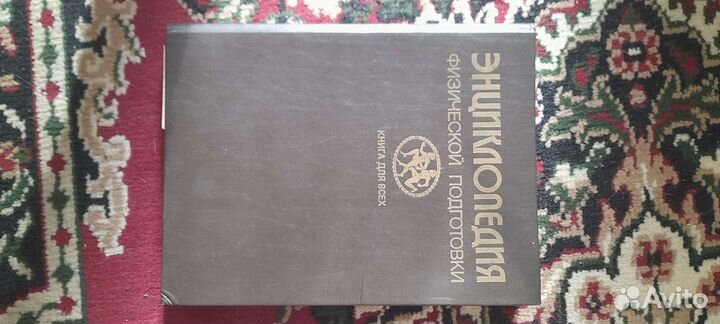 ЭНЦИКЛОПЕДИЯ
ФИЗИЧЕСКОЙ ПОДГОТОВКИ
КНИГА ДЛЯ ВСЕХ
Avito